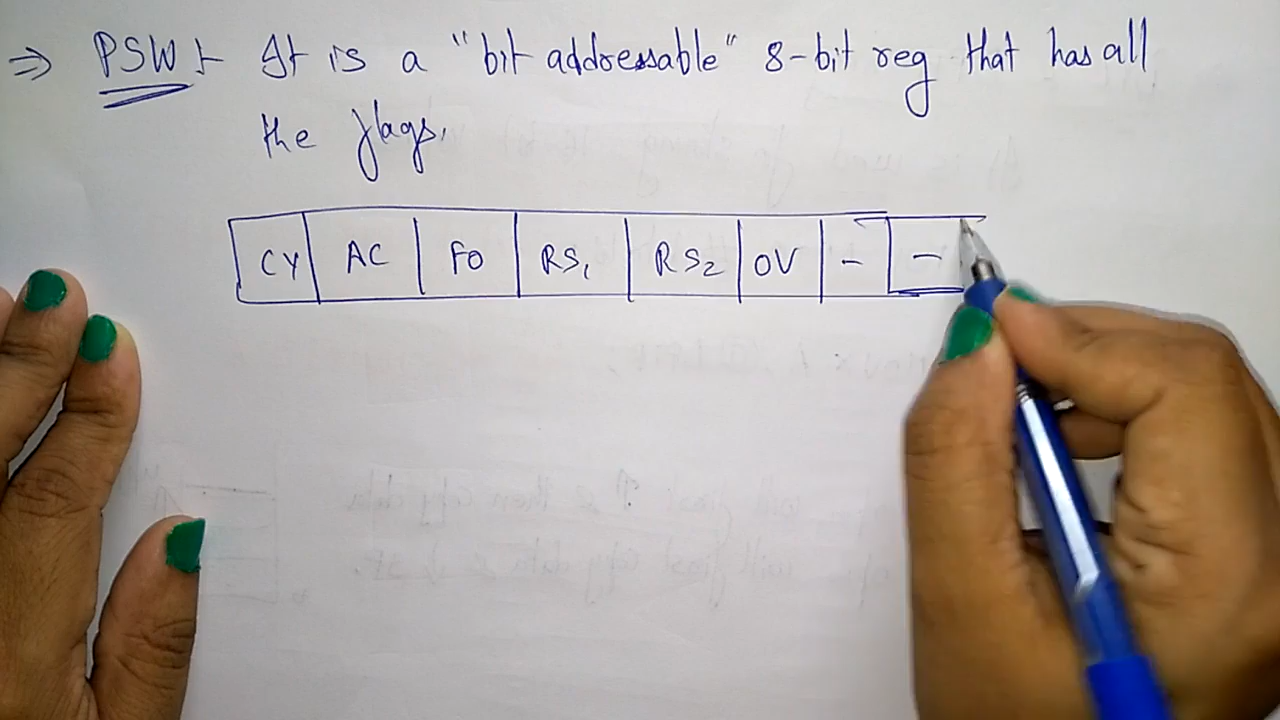 ⇒ PSW :- It is a "bit addressable" 8-bit reg that has all
the flags.
CY AC F0 RS1 RS2 OV - -